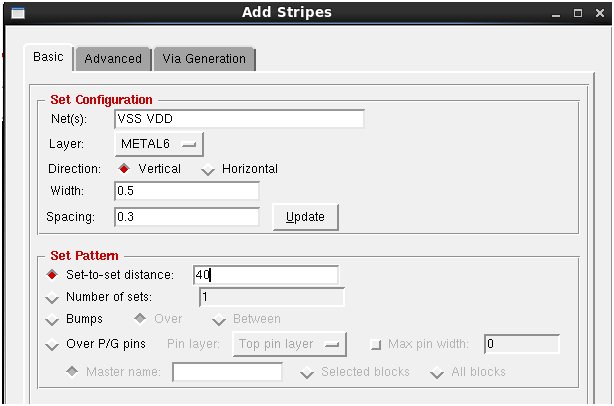 Add Stripes
Basic Advanced Via Generation
Set Configuration
Net(s): VSS VDD
Layer: METAL6
Direction: Vertical Horizontal
Width: 0.5
Spacing: 0.3 Update
Set Pattern
Set-to-set distance: 40
Number of sets: 1
Bumps Over Between
Over P/G pins Pin layer: Top pin layer Max pin width: 0
Master name: Selected blocks All blocks